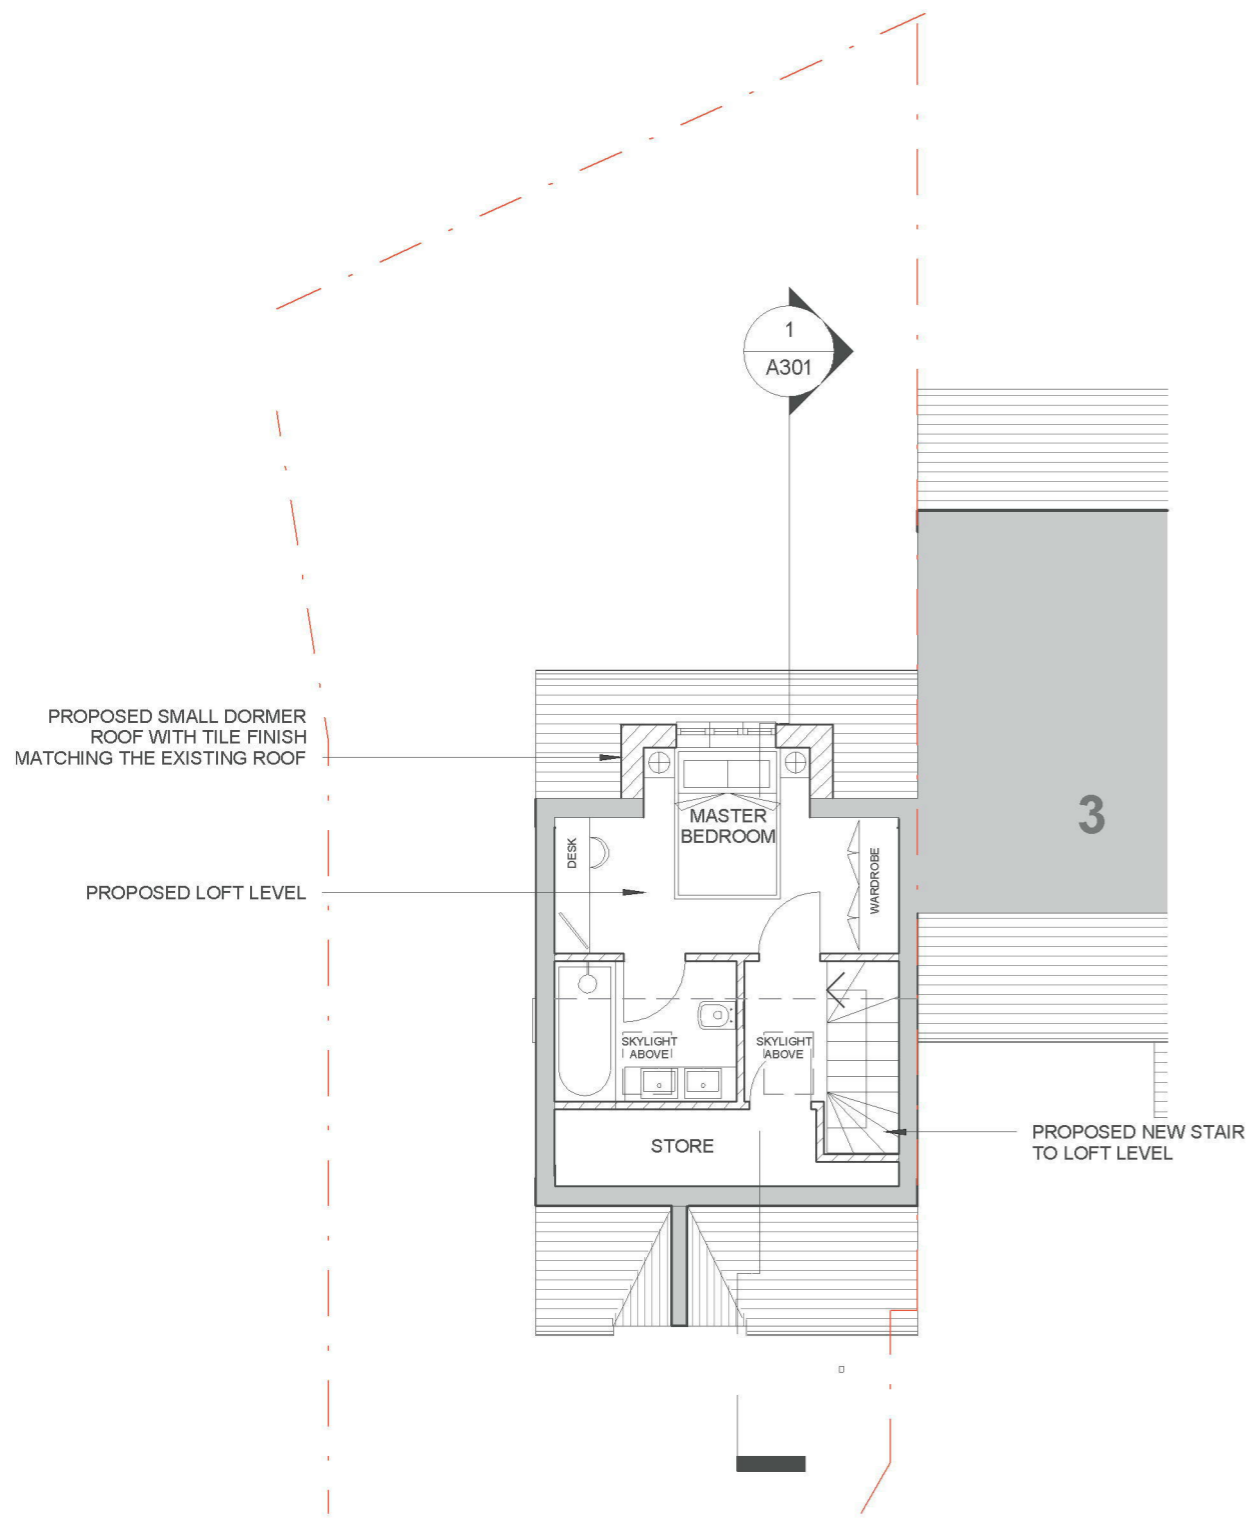 1
A301
PROPOSED SMALL DORMER
ROOF WITH TILE FINISH
MATCHING THE EXISTING ROOF
3
MASTER
BEDROOM
DESK
WARDROBE
PROPOSED LOFT LEVEL
SKYLIGHT
ABOVE
SKYLIGHT
ABOVE
STORE
PROPOSED NEW STAIR
TO LOFT LEVEL